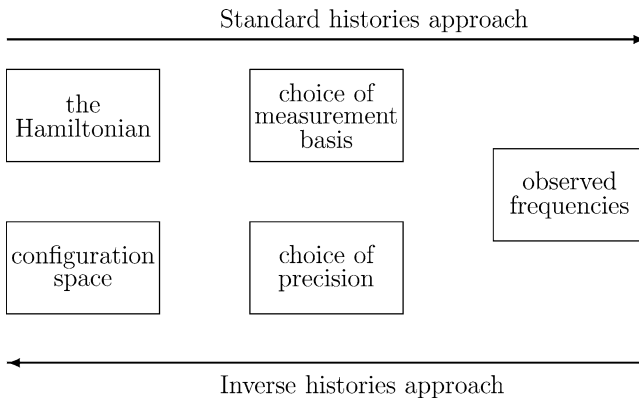 Standard histories approach
the
Hamiltonian
choice of
measurement
basis
observed
frequencies
configuration
space
choice of
precision
Inverse histories approach